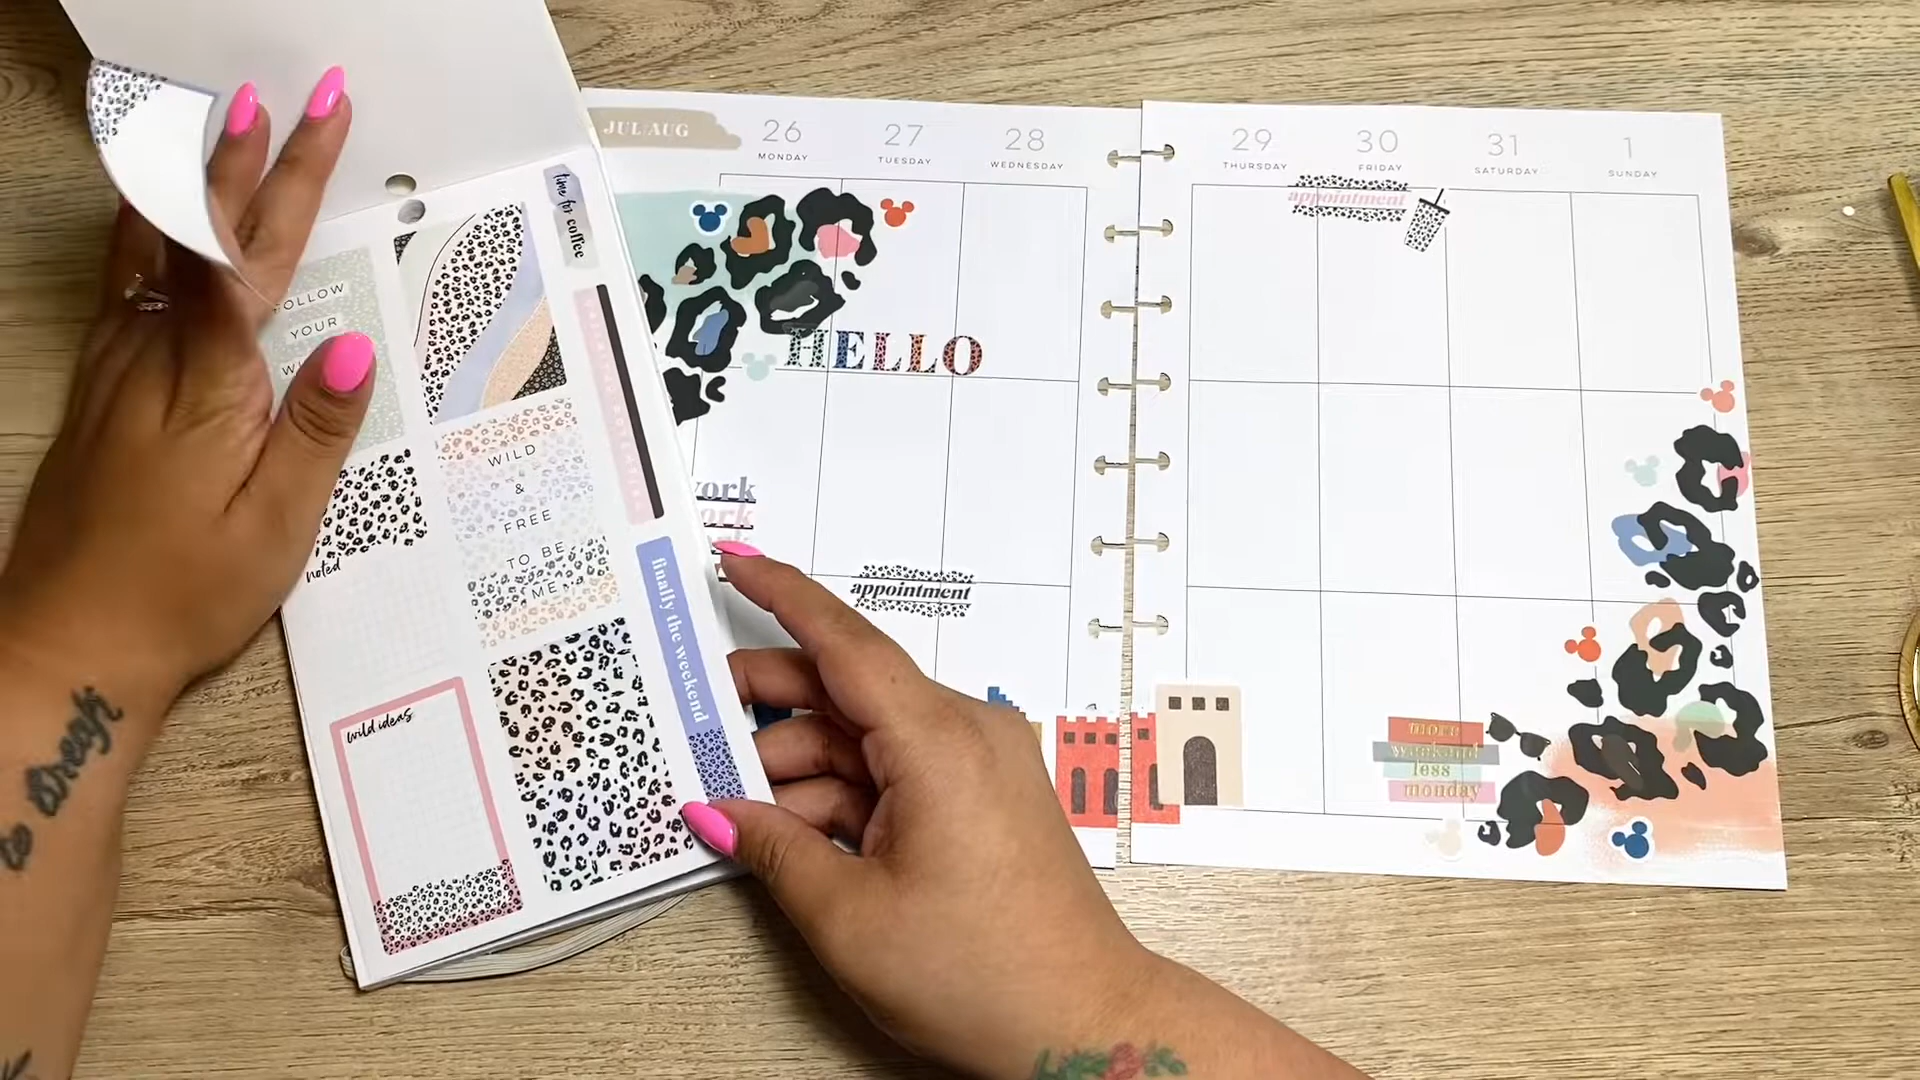 JUL/AUG
26
MONDAY
27
TUESDAY
28
WEDNESDAY
29
THURSDAY
30
FRIDAY
31
SATURDAY
1
SUNDAY
time for coffee
FOLLOW
YOUR
WILD
&
FREE
TO BE
ME
noted
wild ideas
finally the weekend
HELLO
work
appointment
appointment
more
weekend
less
monday
to